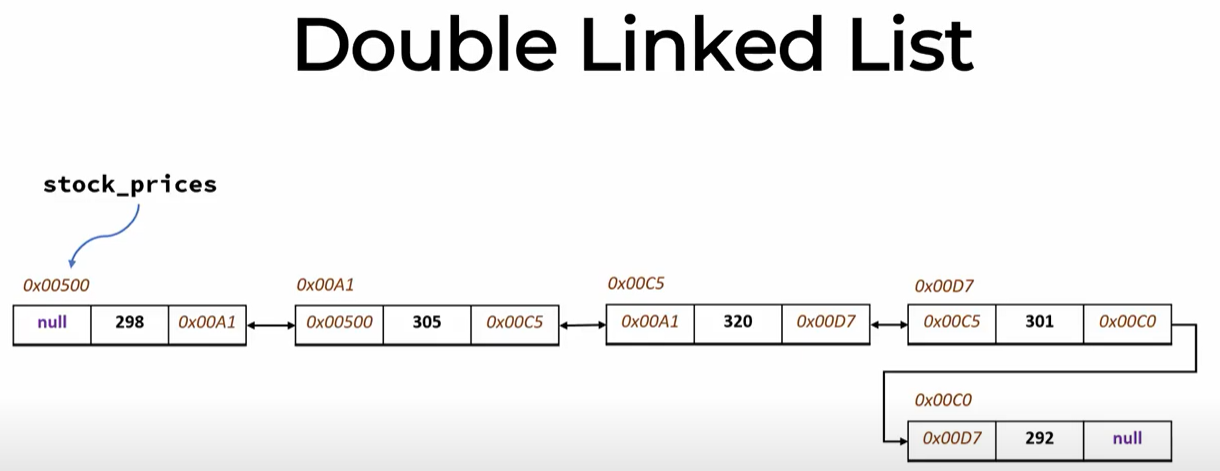 Double Linked List
stock_prices
0x00500
null 298 0x00A1
0x00A1
0x00500 305 0x00C5
0x00C5
0x00A1 320 0x00D7
0x00D7
0x00C5 301 0x00C0
0x00C0
0x00D7 292 null